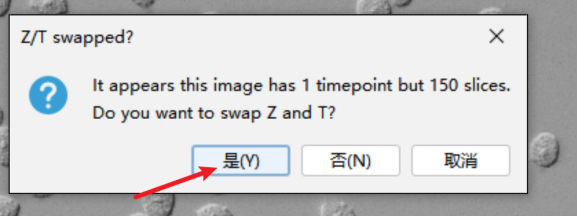 Z/T swapped?
It appears this image has 1 timepoint but 150 slices.
Do you want to swap Z and T?
是(Y) 否(N) 取消